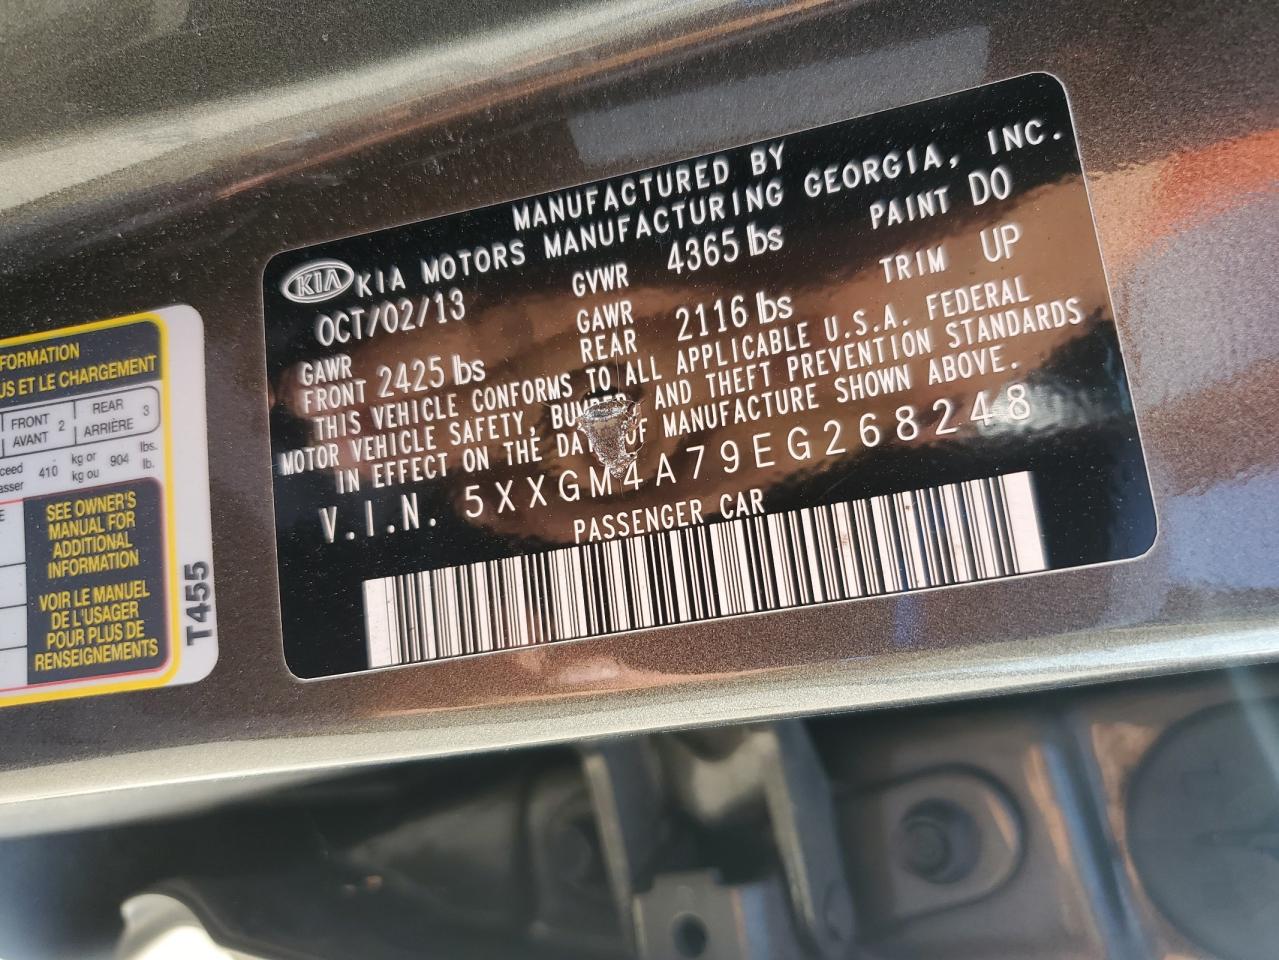 MANUFACTURED BY
KIA KIA MOTORS MANUFACTURING GEORGIA, INC.
OCT/02/13 GVWR 4365 lbs PAINT DO
GAWR FRONT 2425 lbs GAWR REAR 2116 lbs TRIM UP
THIS VEHICLE CONFORMS TO ALL APPLICABLE U.S.A. FEDERAL
MOTOR VEHICLE SAFETY, BUMPER AND THEFT PREVENTION STANDARDS
IN EFFECT ON THE DATE OF MANUFACTURE SHOWN ABOVE.
V.I.N. 5XXGM4A79EG268248
PASSENGER CAR
FORMATION
US ET LE CHARGEMENT
FRONT AVANT 2 REAR ARRIÈRE 3
410 kg or kg ou 904 lbs. lb.
SEE OWNER'S
MANUAL FOR
ADDITIONAL
INFORMATION
VOIR LE MANUEL
DE L'USAGER
POUR PLUS DE
RENSEIGNEMENTS
T455